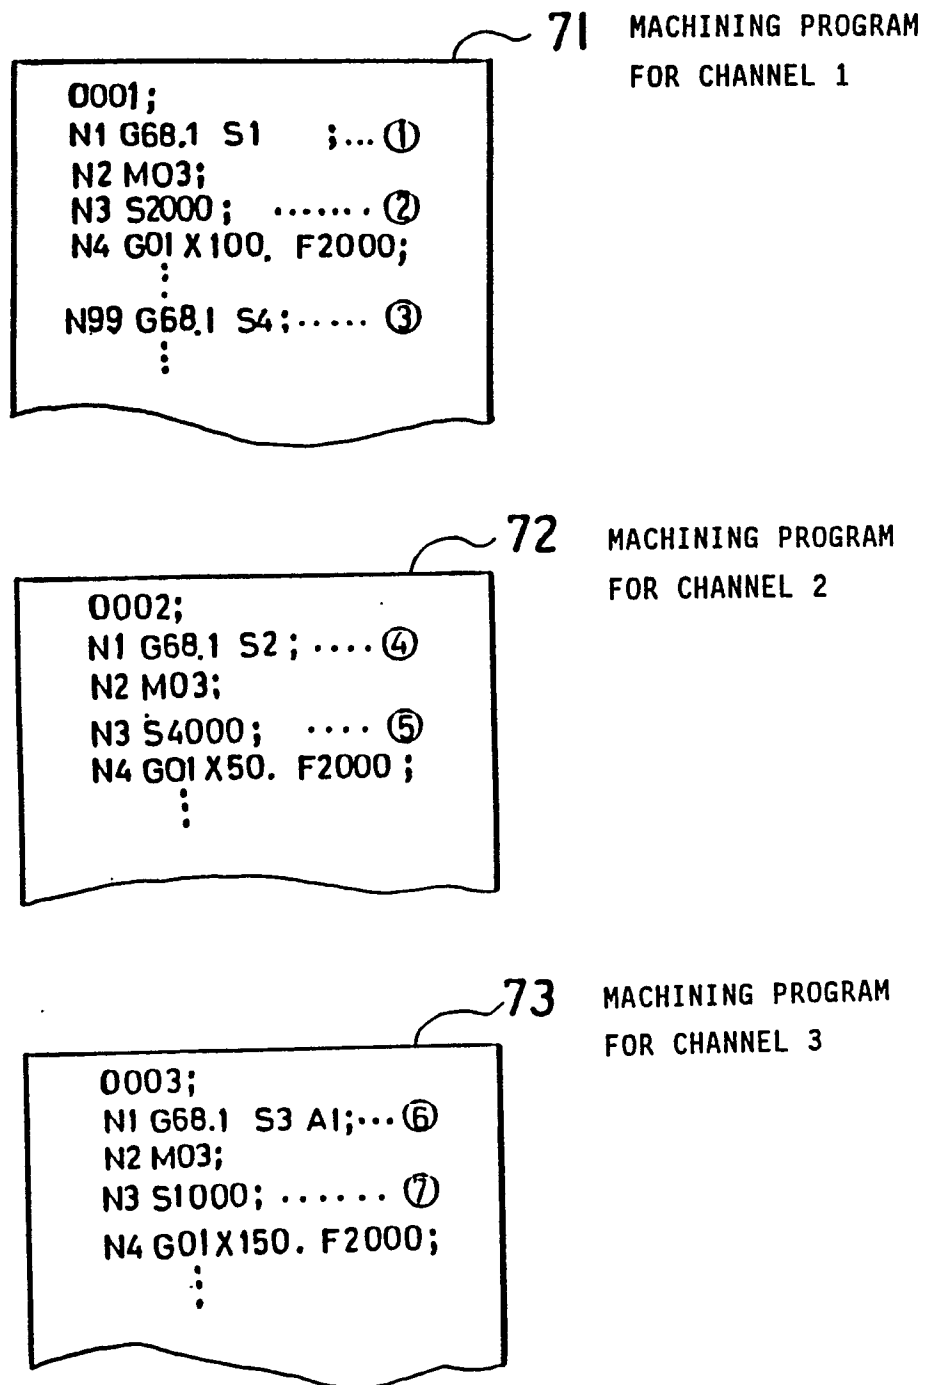 71 MACHINING PROGRAM
FOR CHANNEL 1
0001;
N1 G68.1 S1 ;... ①
N2 M03;
N3 S2000; ....... ②
N4 G01 X100. F2000;
N99 G68.1 S4; ..... ③
72 MACHINING PROGRAM
FOR CHANNEL 2
0002;
N1 G68.1 S2; .... ④
N2 M03;
N3 S4000; .... ⑤
N4 G01 X50. F2000;
73 MACHINING PROGRAM
FOR CHANNEL 3
0003;
N1 G68.1 S3 A1;... ⑥
N2 M03;
N3 S1000; ...... ⑦
N4 G01 X150. F2000;